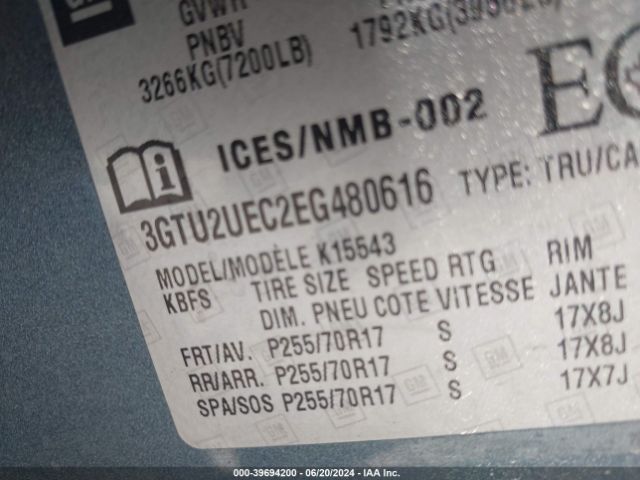 GM
GVWR
PNBV
3266KG(7200LB)
ICES/NMB-002
3GTU2UEC2EG480616 TYPE: TRU/CA
MODEL/MODÈLE K15543
KBFS TIRE SIZE SPEED RTG RIM
DIM. PNEU COTE VITESSE JANTE
FRT/AV. P255/70R17 S 17X8J
RR/ARR. P255/70R17 S 17X8J
SPA/SOS P255/70R17 S 17X7J
000-39694200 / 06/20/2024 / IAA Inc.